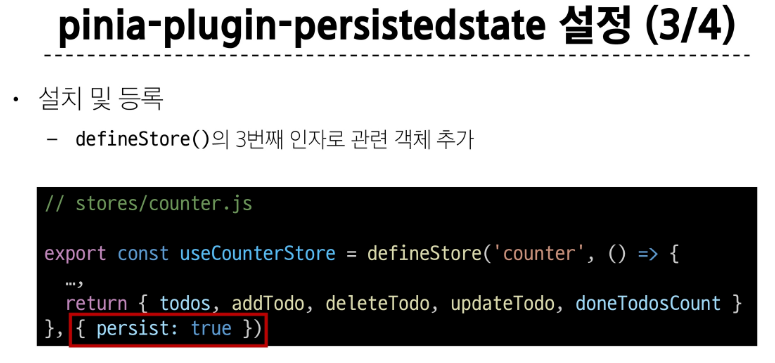 pinia-plugin-persistedstate 설정 (3/4)
• 설치 및 등록
– defineStore()의 3번째 인자로 관련 객체 추가
// stores/counter.js
export const useCounterStore = defineStore('counter', () => {
…,
return { todos, addTodo, deleteTodo, updateTodo, doneTodosCount }
}, { persist: true })